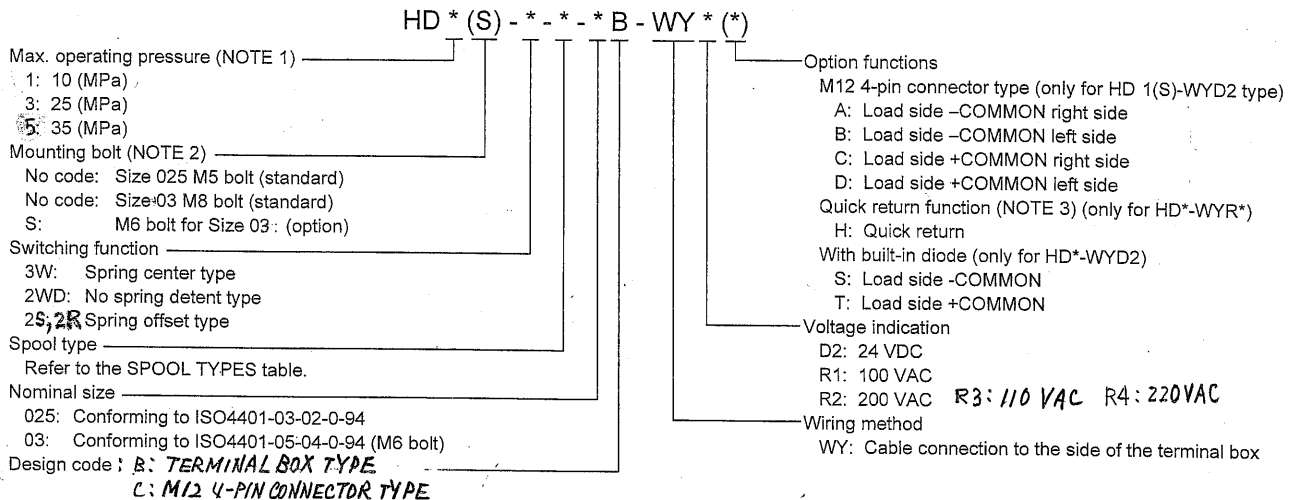 HD * (S) - * - * - * B - WY * (*)
Max. operating pressure (NOTE 1)
1: 10 (MPa)
3: 25 (MPa)
5: 35 (MPa)
Mounting bolt (NOTE 2)
No code: Size 025 M5 bolt (standard)
No code: Size 03 M8 bolt (standard)
S: M6 bolt for Size 03 : (option)
Switching function
3W: Spring center type
2WD: No spring detent type
2S; 2R Spring offset type
Spool type
Refer to the SPOOL TYPES table.
Nominal size
025: Conforming to ISO4401-03-02-0-94
03: Conforming to ISO4401-05-04-0-94 (M6 bolt)
Design code : B: TERMINAL BOX TYPE
C: M12 4-PIN CONNECTOR TYPE
Option functions
M12 4-pin connector type (only for HD 1(S)-WYD2 type)
A: Load side –COMMON right side
B: Load side –COMMON left side
C: Load side +COMMON right side
D: Load side +COMMON left side
Quick return function (NOTE 3) (only for HD*-WYR*)
H: Quick return
With built-in diode (only for HD*-WYD2)
S: Load side -COMMON
T: Load side +COMMON
Voltage indication
D2: 24 VDC
R1: 100 VAC
R2: 200 VAC R3: 110 VAC R4: 220VAC
Wiring method
WY: Cable connection to the side of the terminal box